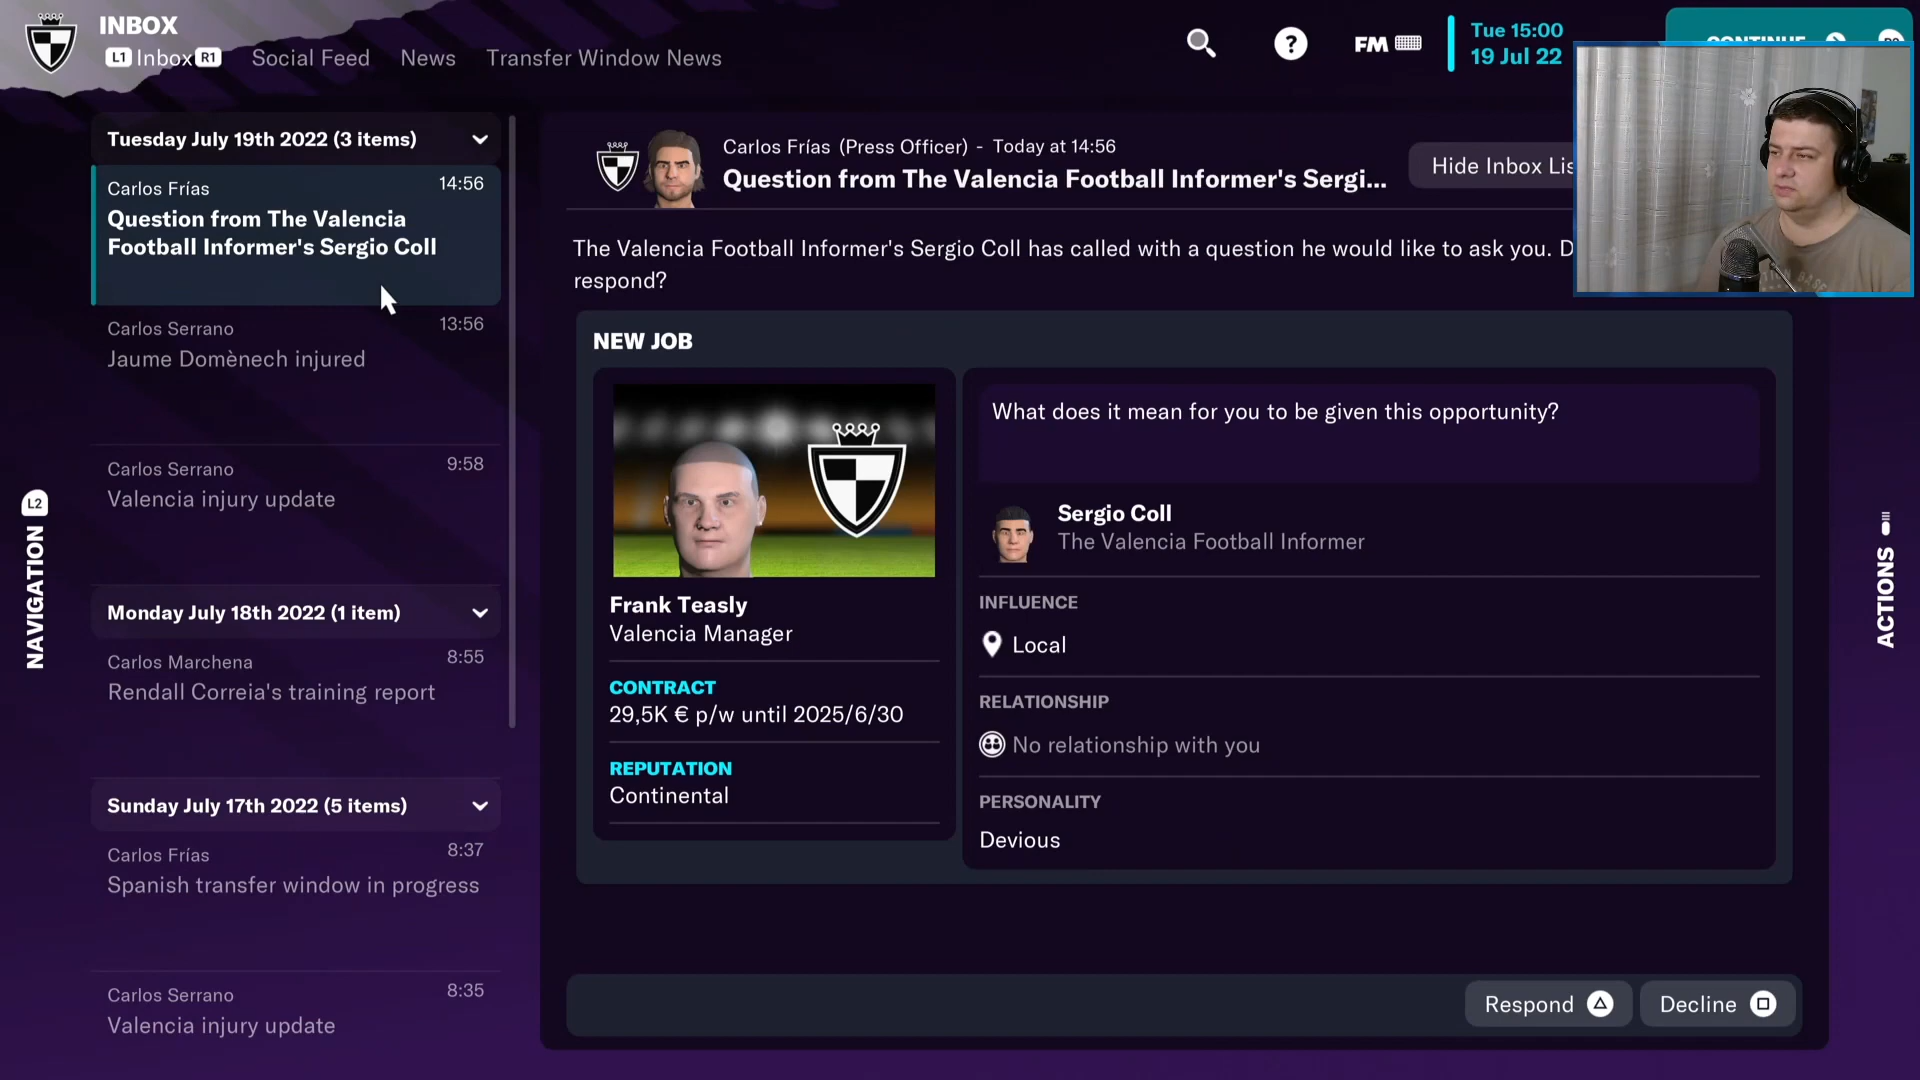 INBOX
L1 Inbox R1 Social Feed News Transfer Window News
? FM
Tue 15:00
19 Jul 22
CONTINUE
Tuesday July 19th 2022 (3 items)
Carlos Frías 14:56
Question from The Valencia
Football Informer's Sergio Coll
Carlos Serrano 13:56
Jaume Domènech injured
Carlos Serrano 9:58
Valencia injury update
Monday July 18th 2022 (1 item)
Carlos Marchena 8:55
Rendall Correia's training report
Sunday July 17th 2022 (5 items)
Carlos Frías 8:37
Spanish transfer window in progress
Carlos Serrano 8:35
Valencia injury update
L2
NAVIGATION
Carlos Frías (Press Officer) - Today at 14:56
Question from The Valencia Football Informer's Sergi...
Hide Inbox Lis
The Valencia Football Informer's Sergio Coll has called with a question he would like to ask you. D
respond?
NEW JOB
Frank Teasly
Valencia Manager
CONTRACT
29,5K € p/w until 2025/6/30
REPUTATION
Continental
What does it mean for you to be given this opportunity?
Sergio Coll
The Valencia Football Informer
INFLUENCE
Local
RELATIONSHIP
No relationship with you
PERSONALITY
Devious
Respond
Decline
ACTIONS